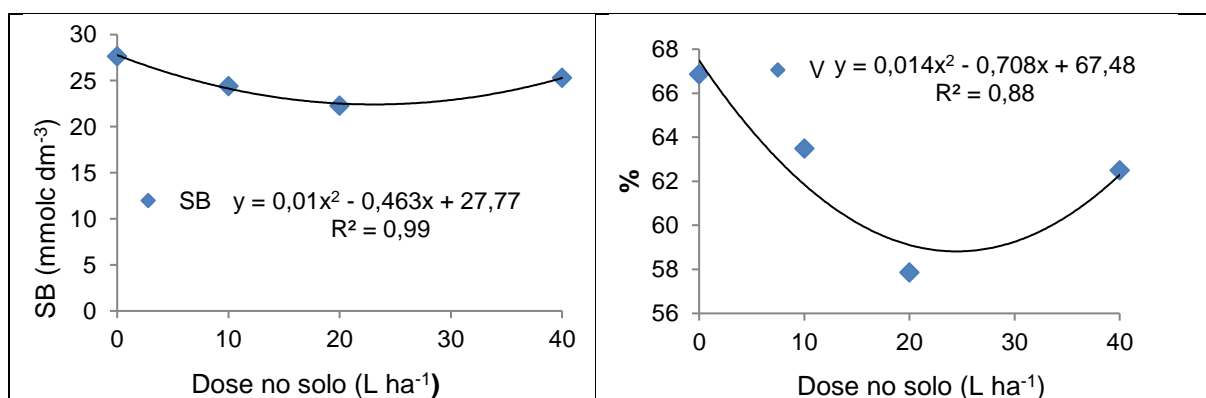 30
25
20
15
10
5
0
SB (mmolc dm⁻³)
SB y = 0,01x² - 0,463x + 27,77
R² = 0,99
0 10 20 30 40
Dose no solo (L ha⁻¹)
68
66
64
62
60
58
56
%
V y = 0,014x² - 0,708x + 67,48
R² = 0,88
0 10 20 30 40
Dose no solo (L ha⁻¹)